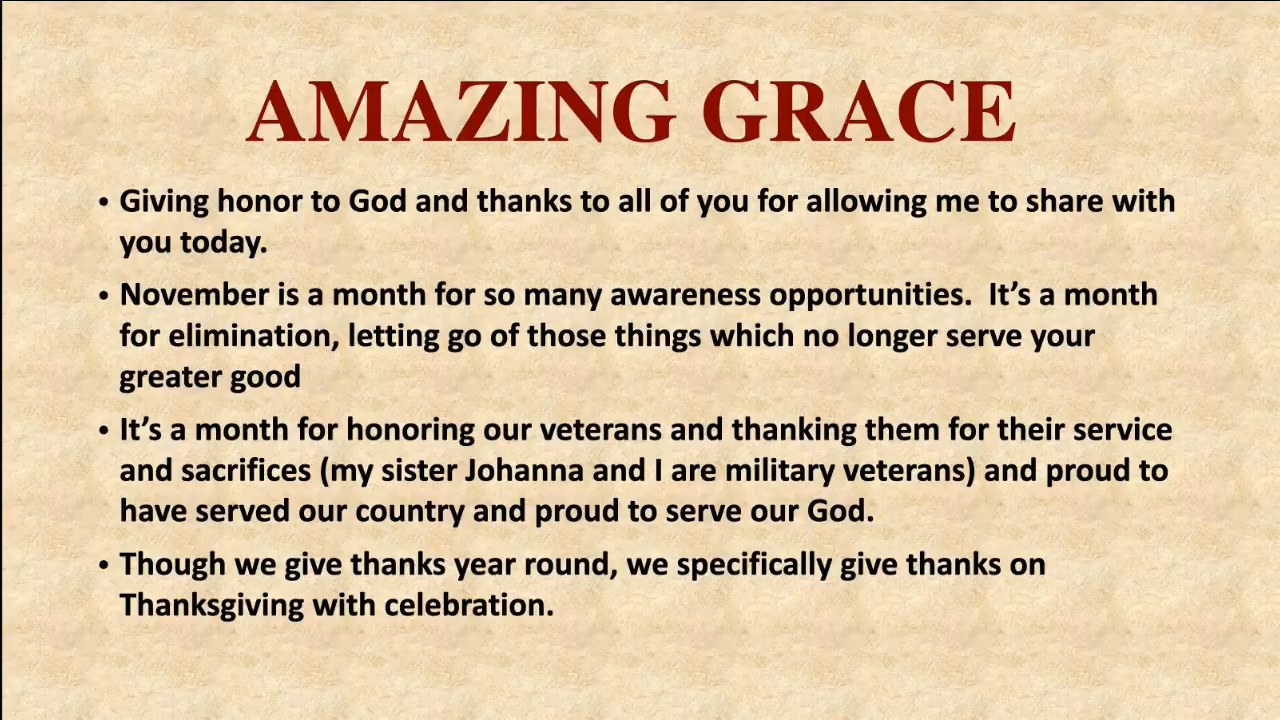 AMAZING GRACE
• Giving honor to God and thanks to all of you for allowing me to share with
you today.
• November is a month for so many awareness opportunities.  It’s a month
for elimination, letting go of those things which no longer serve your
greater good
• It’s a month for honoring our veterans and thanking them for their service
and sacrifices (my sister Johanna and I are military veterans) and proud to
have served our country and proud to serve our God.
• Though we give thanks year round, we specifically give thanks on
Thanksgiving with celebration.